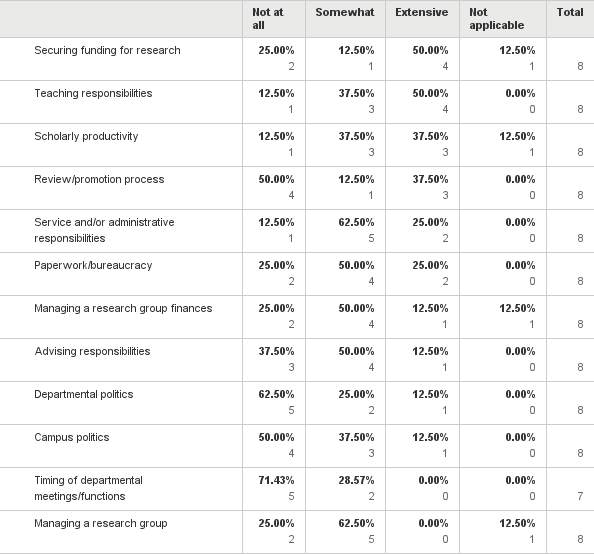 Not at all Somewhat Extensive Not applicable Total
Securing funding for research 25.00% 12.50% 50.00% 12.50%
2 1 4 1 8
Teaching responsibilities 12.50% 37.50% 50.00% 0.00%
1 3 4 0 8
Scholarly productivity 12.50% 37.50% 37.50% 12.50%
1 3 3 1 8
Review/promotion process 50.00% 12.50% 37.50% 0.00%
4 1 3 0 8
Service and/or administrative 12.50% 62.50% 25.00% 0.00%
responsibilities 1 5 2 0 8
Paperwork/bureaucracy 25.00% 50.00% 25.00% 0.00%
2 4 2 0 8
Managing a research group finances 25.00% 50.00% 12.50% 12.50%
2 4 1 1 8
Advising responsibilities 37.50% 50.00% 12.50% 0.00%
3 4 1 0 8
Departmental politics 62.50% 25.00% 12.50% 0.00%
5 2 1 0 8
Campus politics 50.00% 37.50% 12.50% 0.00%
4 3 1 0 8
Timing of departmental 71.43% 28.57% 0.00% 0.00%
meetings/functions 5 2 0 0 7
Managing a research group 25.00% 62.50% 0.00% 12.50%
2 5 0 1 8